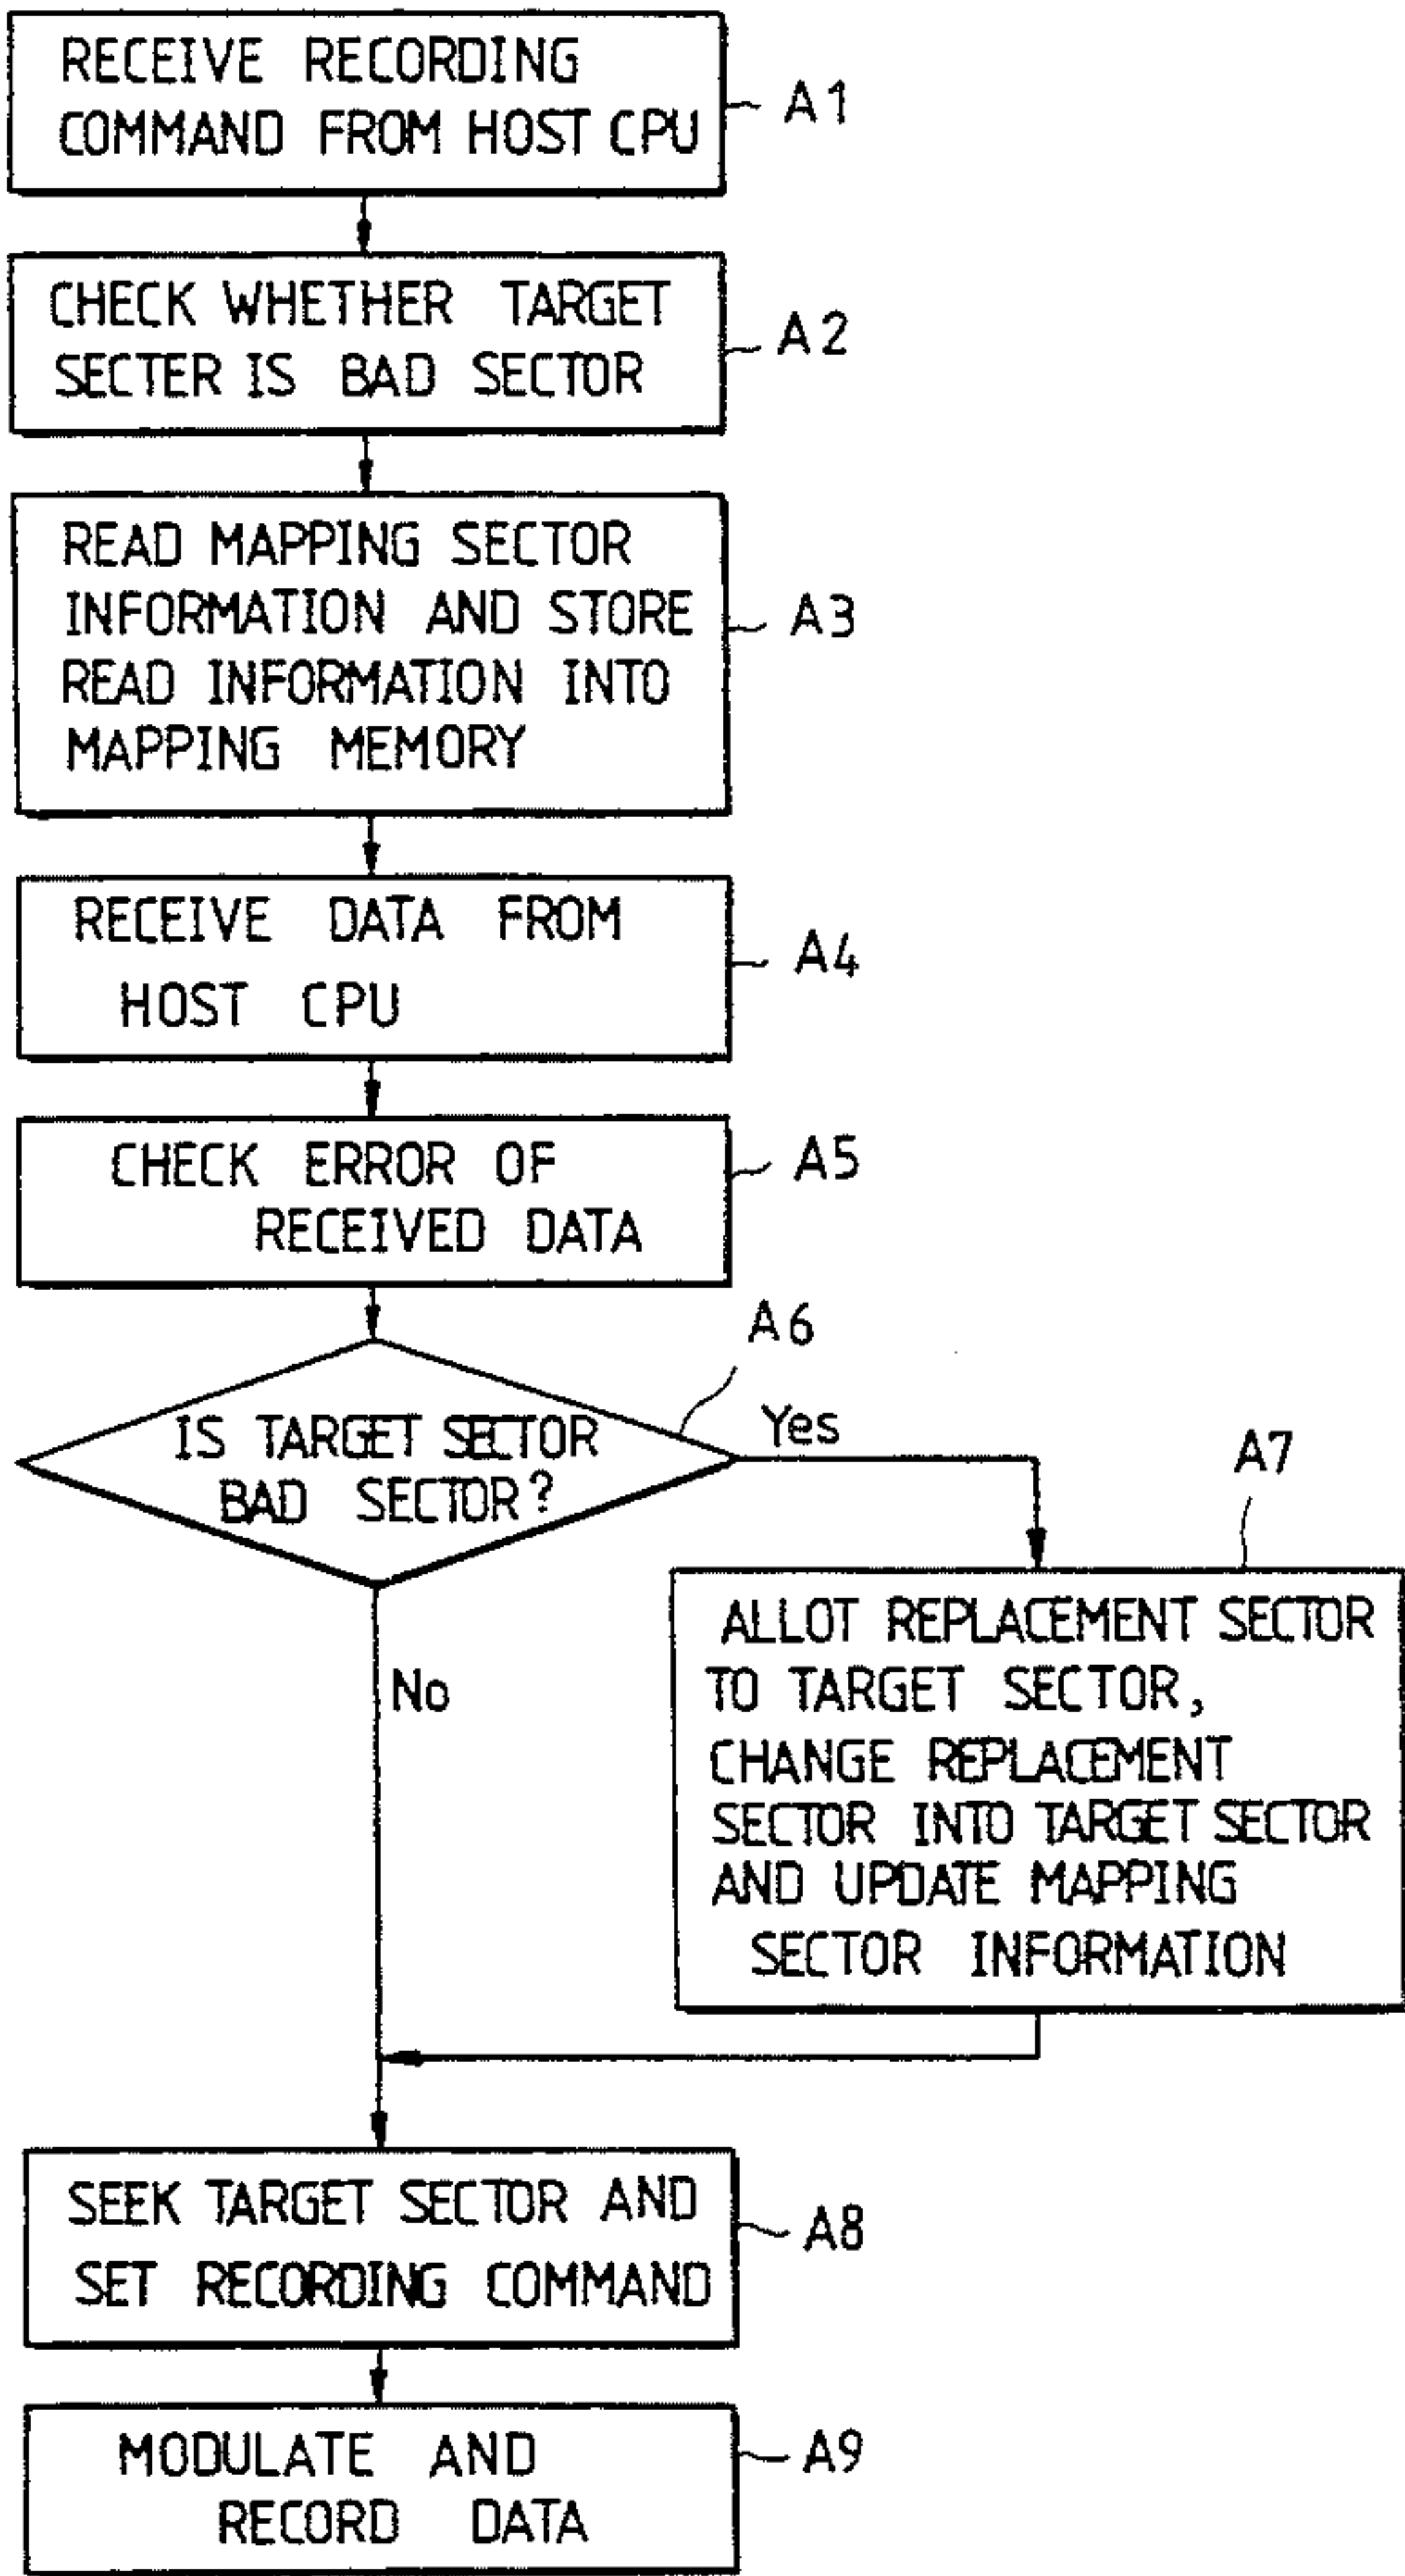 RECEIVE RECORDING
COMMAND FROM HOST CPU
A1
CHECK WHETHER TARGET
SECTER IS BAD SECTOR
A2
READ MAPPING SECTOR
INFORMATION AND STORE
READ INFORMATION INTO
MAPPING MEMORY
A3
RECEIVE DATA FROM
HOST CPU
A4
CHECK ERROR OF
RECEIVED DATA
A5
A6
IS TARGET SECTOR
BAD SECTOR?
Yes
No
A7
ALLOT REPLACEMENT SECTOR
TO TARGET SECTOR,
CHANGE REPLACEMENT
SECTOR INTO TARGET SECTOR
AND UPDATE MAPPING
SECTOR INFORMATION
SEEK TARGET SECTOR AND
SET RECORDING COMMAND
A8
MODULATE AND
RECORD DATA
A9